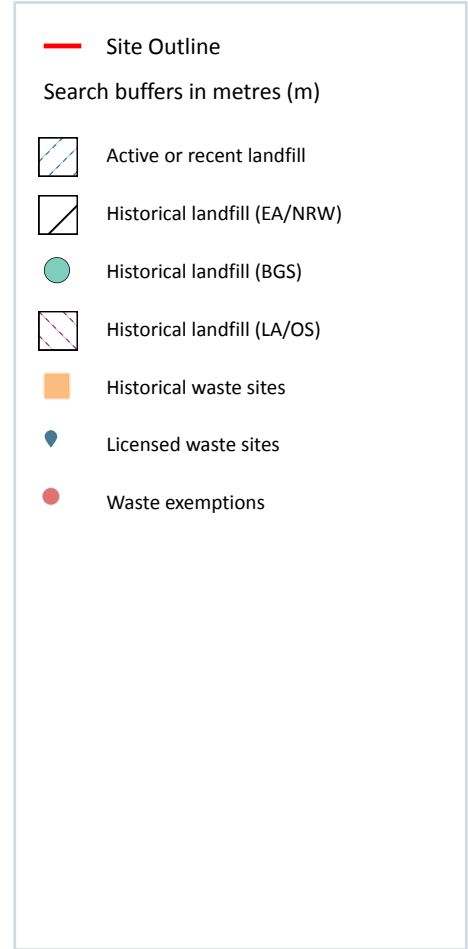 Site Outline
Search buffers in metres (m)
Active or recent landfill
Historical landfill (EA/NRW)
Historical landfill (BGS)
Historical landfill (LA/OS)
Historical waste sites
Licensed waste sites
Waste exemptions